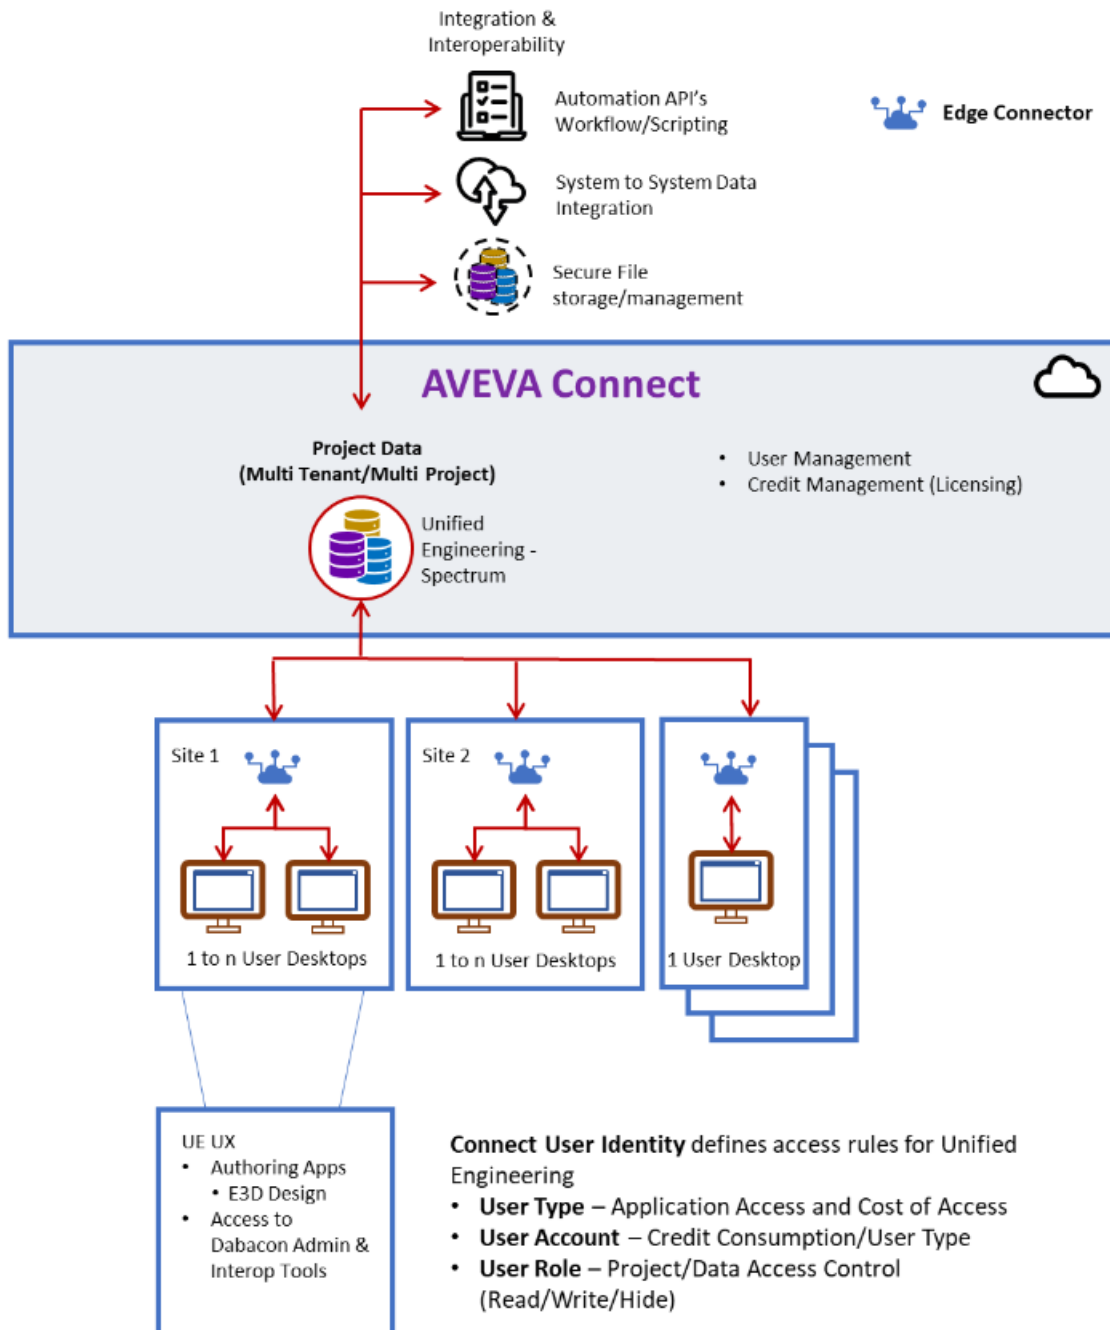 Integration &
Interoperability
Automation API's
Workflow/Scripting
Edge Connector
System to System Data
Integration
Secure File
storage/management
AVEVA Connect
Project Data
(Multi Tenant/Multi Project)
• User Management
• Credit Management (Licensing)
Unified
Engineering -
Spectrum
Site 1
Site 2
1 to n User Desktops
1 to n User Desktops
1 User Desktop
UE UX
• Authoring Apps
• E3D Design
• Access to
Dabacon Admin &
Interop Tools
Connect User Identity defines access rules for Unified
Engineering
• User Type – Application Access and Cost of Access
• User Account – Credit Consumption/User Type
• User Role – Project/Data Access Control
(Read/Write/Hide)